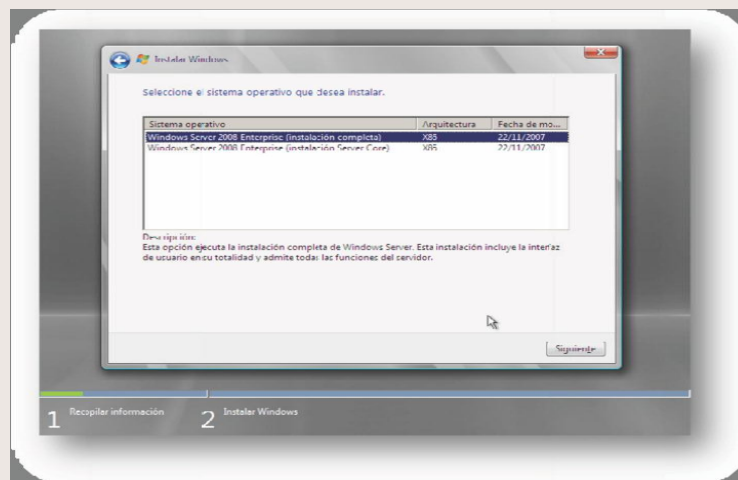 Instalar Windows
Seleccione el sistema operativo que desea instalar.
Sistema operativo Arquitectura Fecha de mo...
Windows Server 2008 Enterprise (instalación completa) X86 22/11/2007
Windows Server 2008 Enterprise (instalación Server Core) X86 22/11/2007
Descripción:
Esta opción ejecuta la instalación completa de Windows Server. Esta instalación incluye la interfaz
de usuario en su totalidad y admite todas las funciones del servidor.
Siguiente
1 Recopilar información 2 Instalar Windows